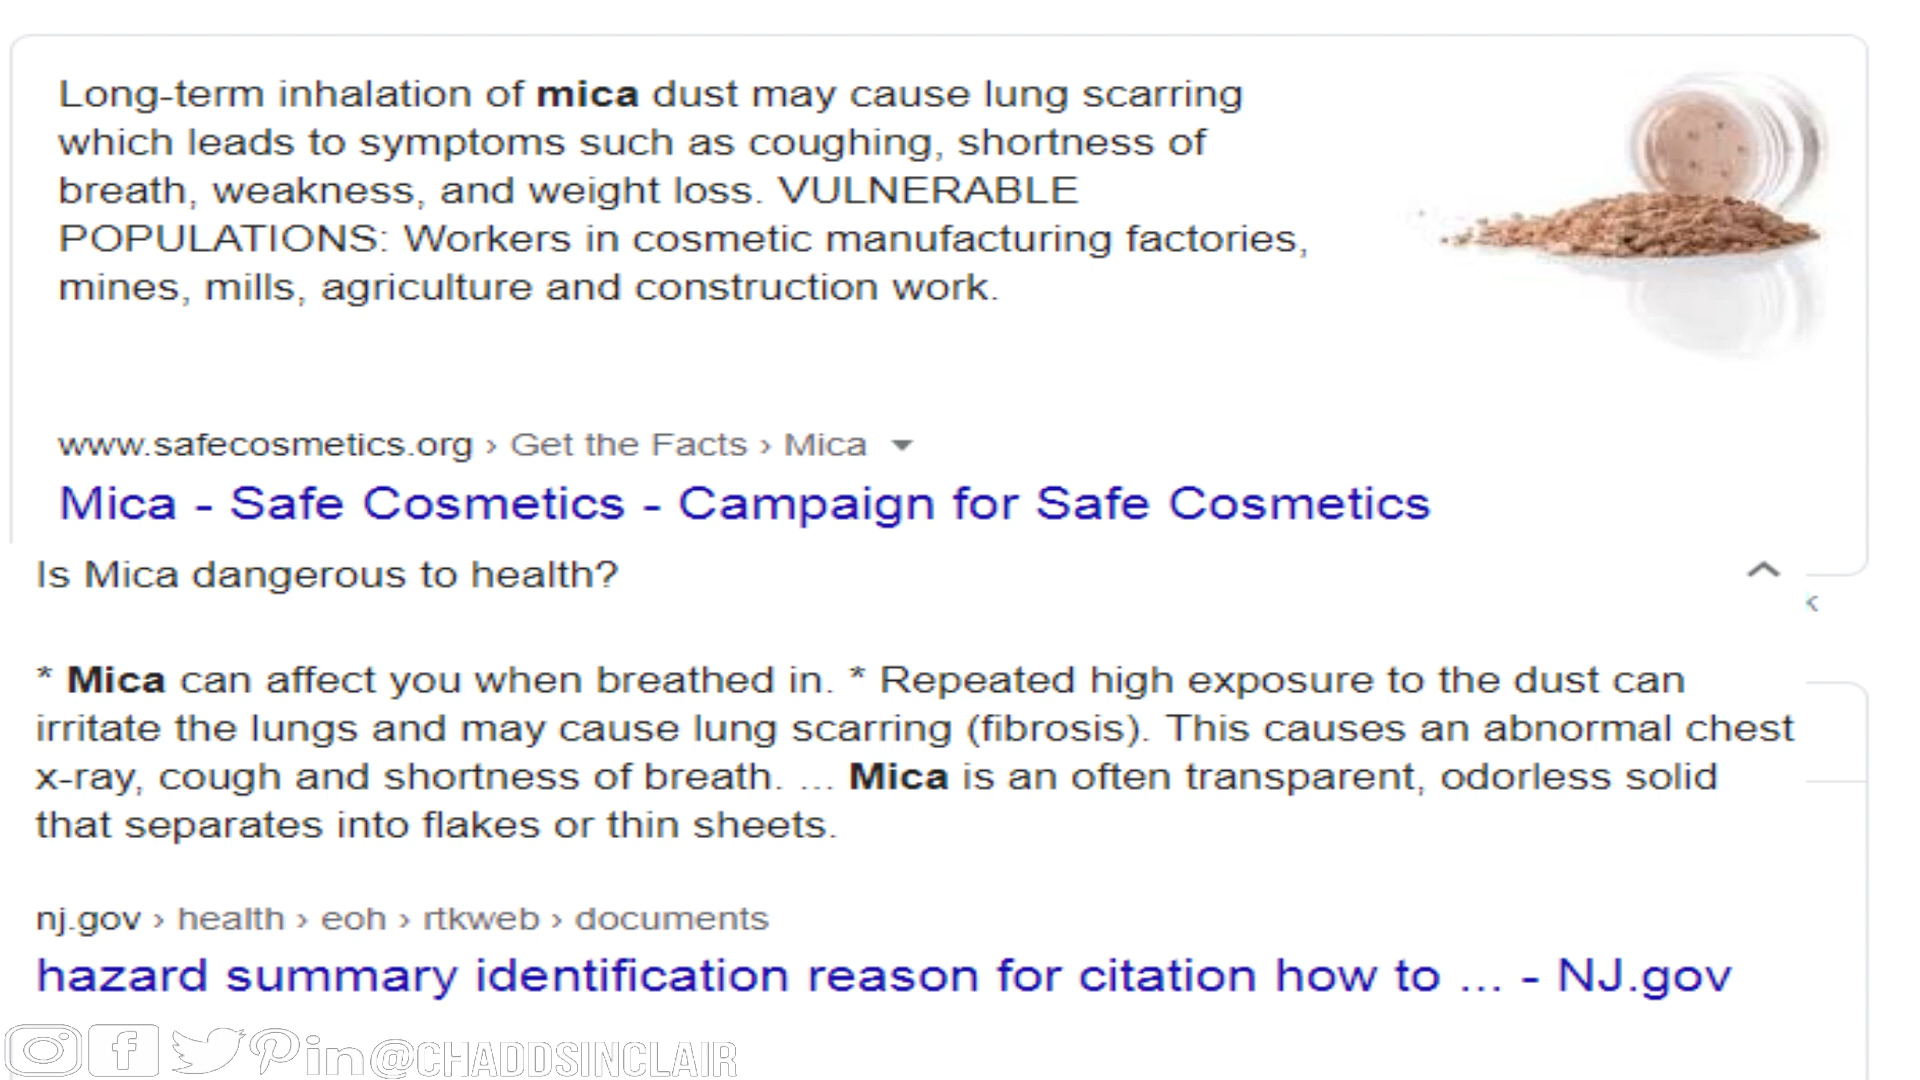 Long-term inhalation of mica dust may cause lung scarring
which leads to symptoms such as coughing, shortness of
breath, weakness, and weight loss. VULNERABLE
POPULATIONS: Workers in cosmetic manufacturing factories,
mines, mills, agriculture and construction work.
www.safecosmetics.org › Get the Facts › Mica
Mica - Safe Cosmetics - Campaign for Safe Cosmetics
Is Mica dangerous to health?
* Mica can affect you when breathed in. * Repeated high exposure to the dust can
irritate the lungs and may cause lung scarring (fibrosis). This causes an abnormal chest
x-ray, cough and shortness of breath. ... Mica is an often transparent, odorless solid
that separates into flakes or thin sheets.
nj.gov › health › eoh › rtkweb › documents
hazard summary identification reason for citation how to ... - NJ.gov
@CHADDSINCLAIR